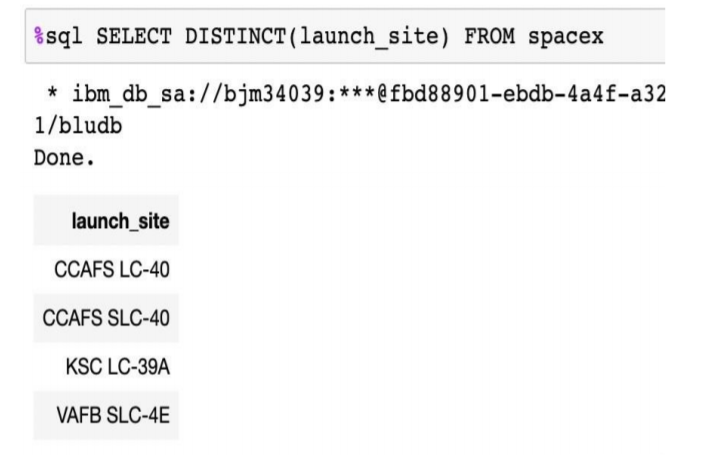 %sql SELECT DISTINCT(launch_site) FROM spacex
* ibm_db_sa://bjm34039:***@fbd88901-ebdb-4a4f-a32
1/bludb
Done.
launch_site
CCAFS LC-40
CCAFS SLC-40
KSC LC-39A
VAFB SLC-4E